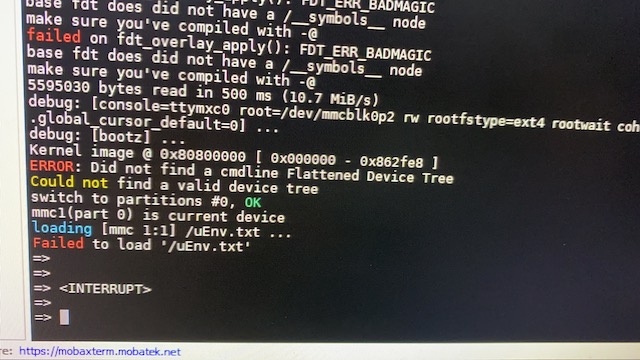 base fdt does did not have a /__symbols__ node
make sure you've compiled with -@
failed on fdt_overlay_apply(): FDT_ERR_BADMAGIC
base fdt does did not have a /__symbols__ node
make sure you've compiled with -@
5595030 bytes read in 500 ms (10.7 MiB/s)
debug: [console=ttymxc0 root=/dev/mmcblk0p2 rw rootfstype=ext4 rootwait coh
.global_cursor_default=0] ...
debug: [bootz] ...
Kernel image @ 0x80800000 [ 0x000000 - 0x862fe8 ]
ERROR: Did not find a cmdline Flattened Device Tree
Could not find a valid device tree
switch to partitions #0, OK
mmc1(part 0) is current device
loading [mmc 1:1] /uEnv.txt ...
Failed to load '/uEnv.txt'
=>
=>
=> <INTERRUPT>
=>
=>
re: https://mobaxterm.mobatek.net